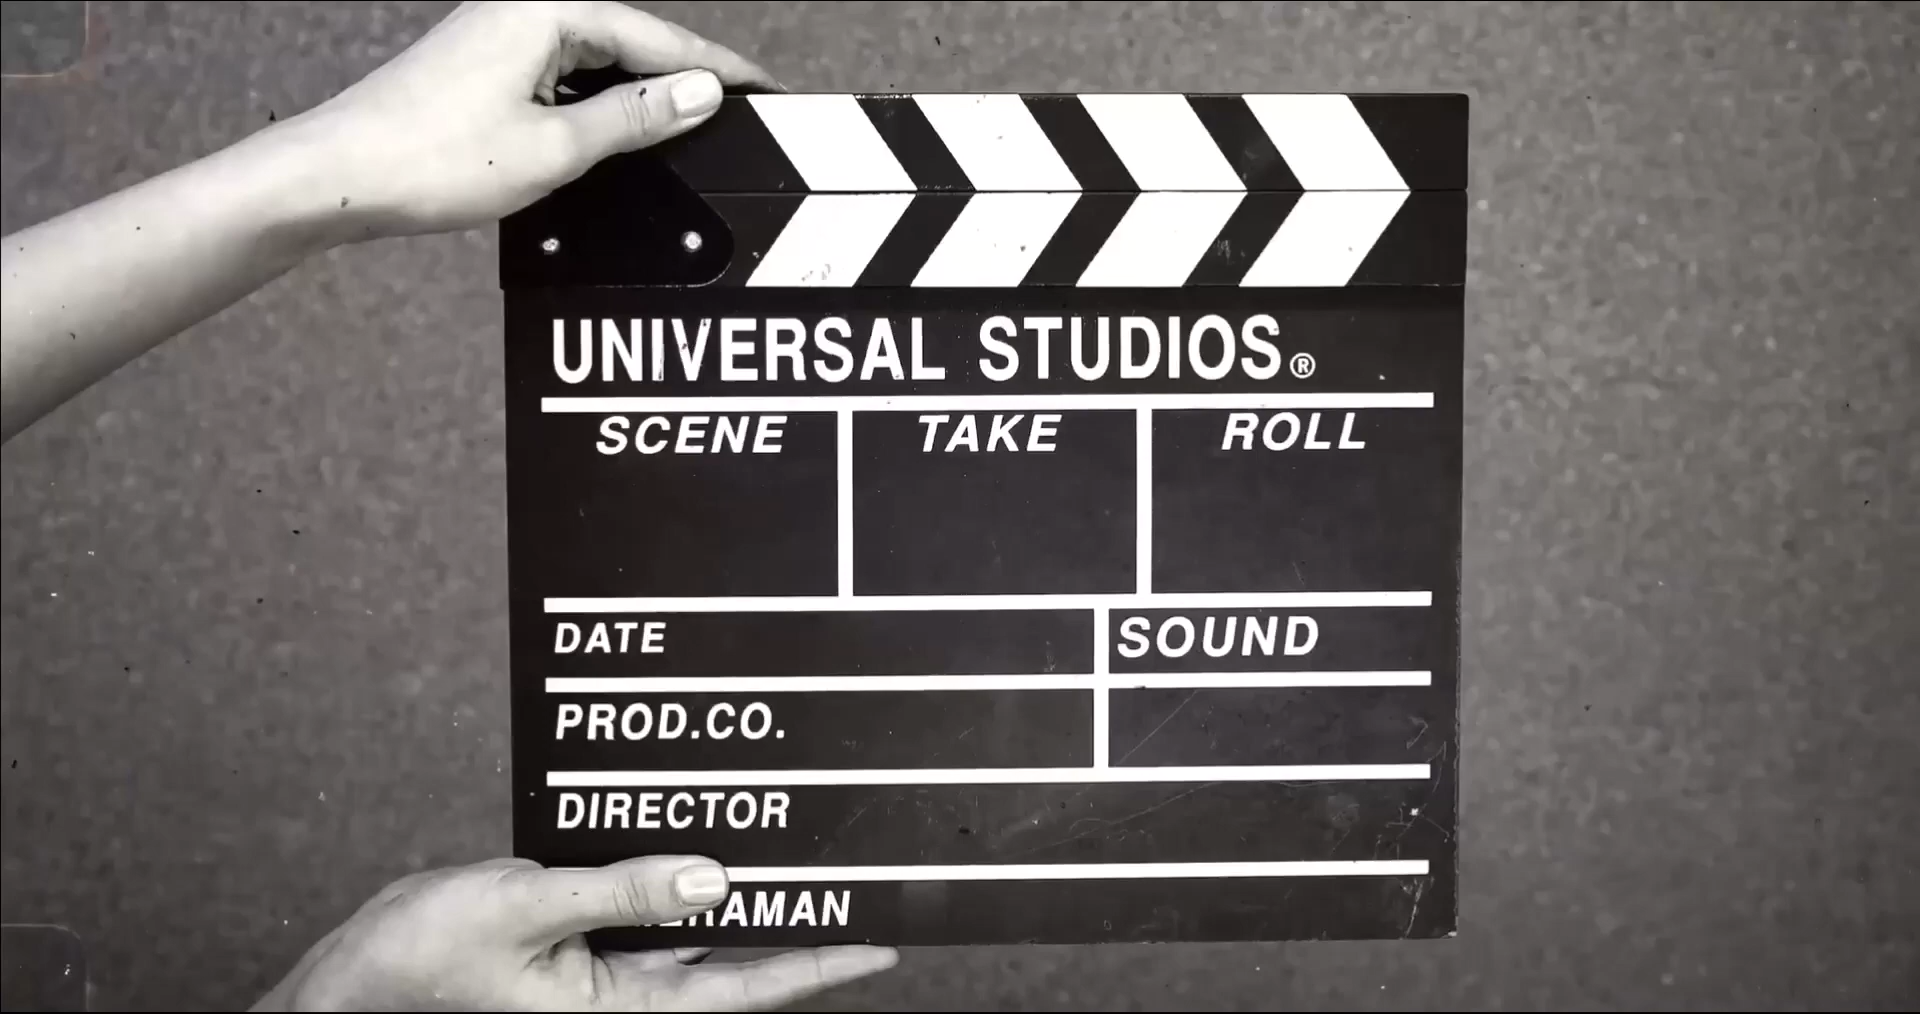 UNIVERSAL STUDIOS®
SCENE TAKE ROLL
DATE SOUND
PROD.CO.
DIRECTOR